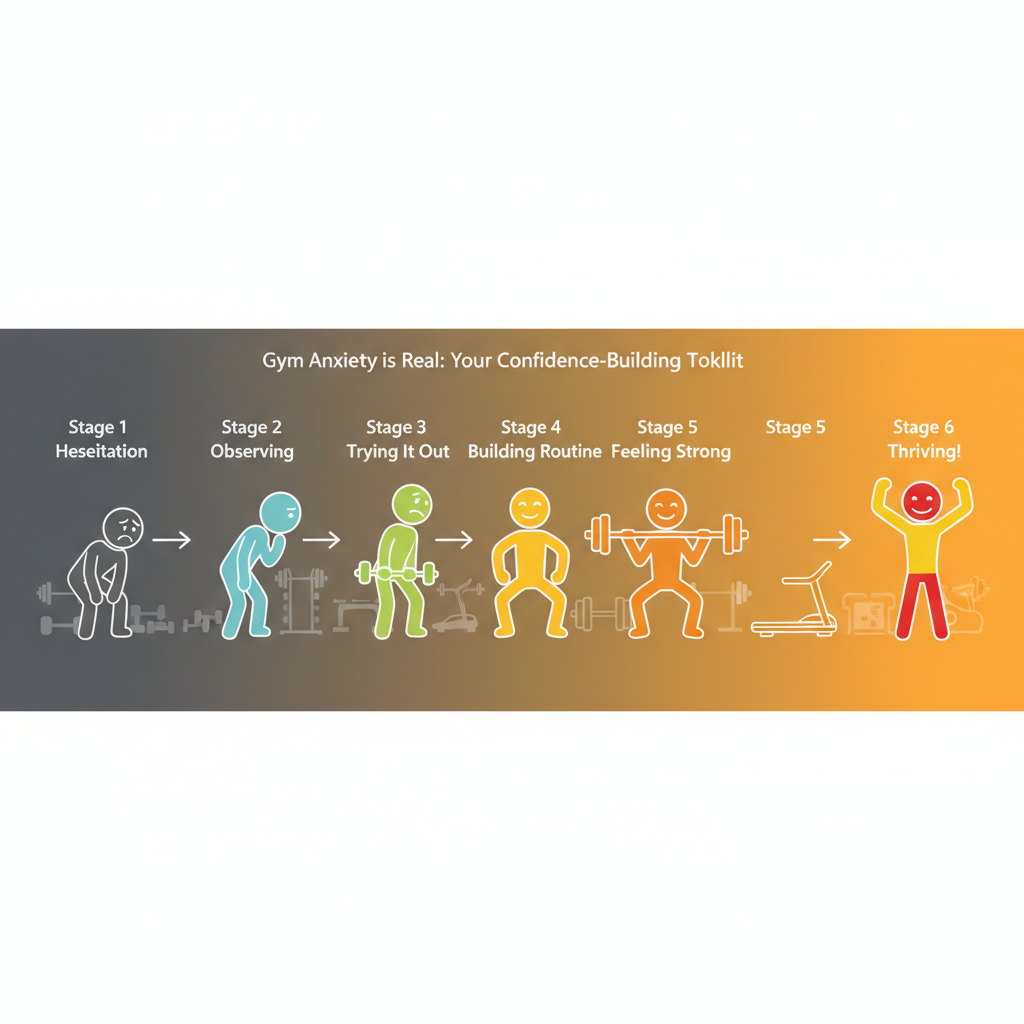 Gym Anxiety is Real: Your Confidence-Building Tokllit
Stage 1
Heseitation
Stage 2
Observing
Stage 3
Trying It Out
Stage 4
Building Routine
Stage 5
Feeling Strong
Stage 5
Stage 6
Thriving!